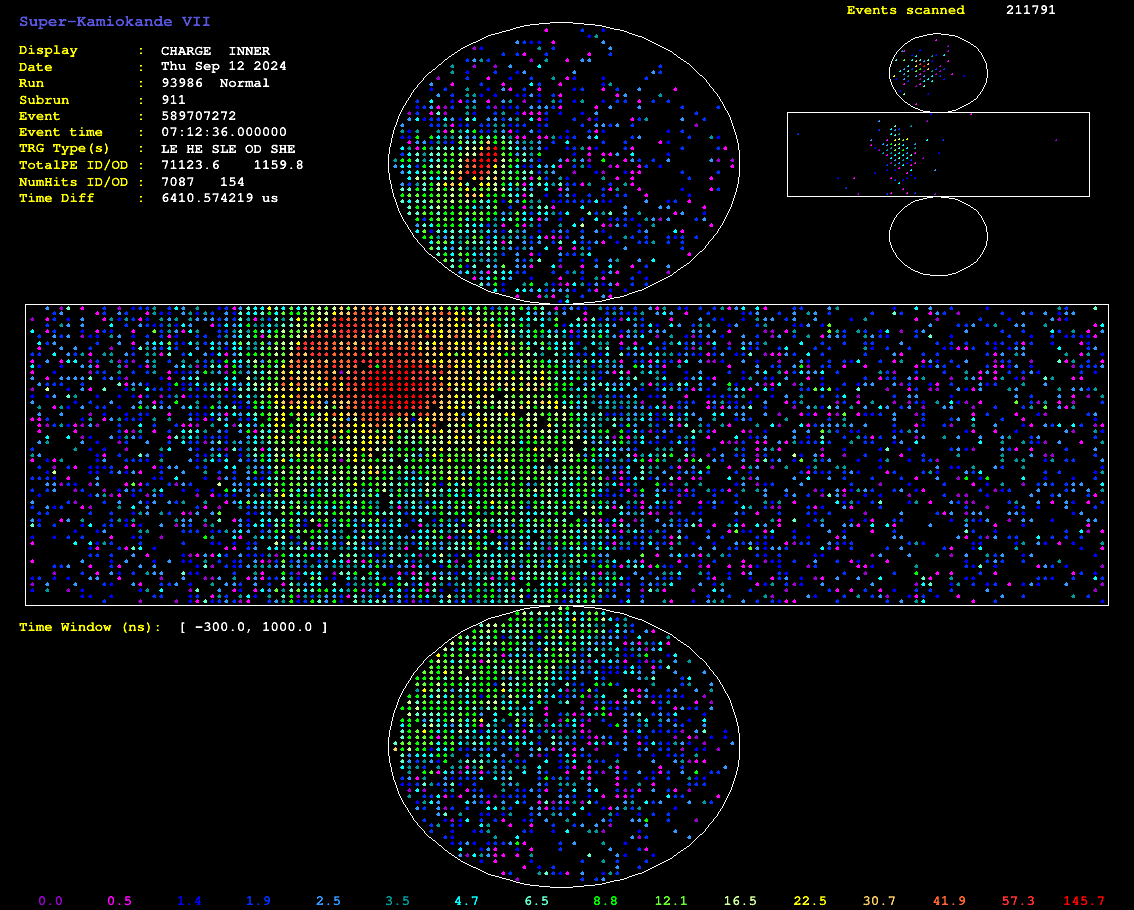 Super-Kamiokande VII
Events scanned 211791
Display : CHARGE INNER
Date : Thu Sep 12 2024
Run : 93986 Normal
Subrun : 911
Event : 589707272
Event time : 07:12:36.000000
TRG Type(s) : LE HE SLE OD SHE
TotalPE ID/OD : 71123.6 1159.8
NumHits ID/OD : 7087 154
Time Diff : 6410.574219 us
Time Window (ns): [ -300.0, 1000.0 ]
0.0 0.5 1.4 1.9 2.5 3.5 4.7 6.5 8.8 12.1 16.5 22.5 30.7 41.9 57.3 145.7